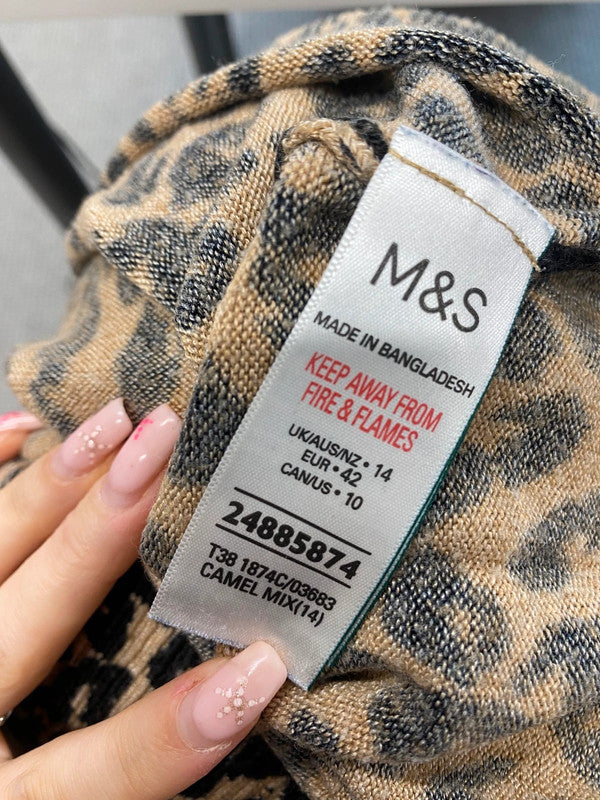 M&S
MADE IN BANGLADESH
KEEP AWAY FROM
FIRE & FLAMES
UK/AUS/NZ • 14
EUR • 42
CAN/US • 10
24885874
T38 1874C/03683
CAMEL MIX(14)